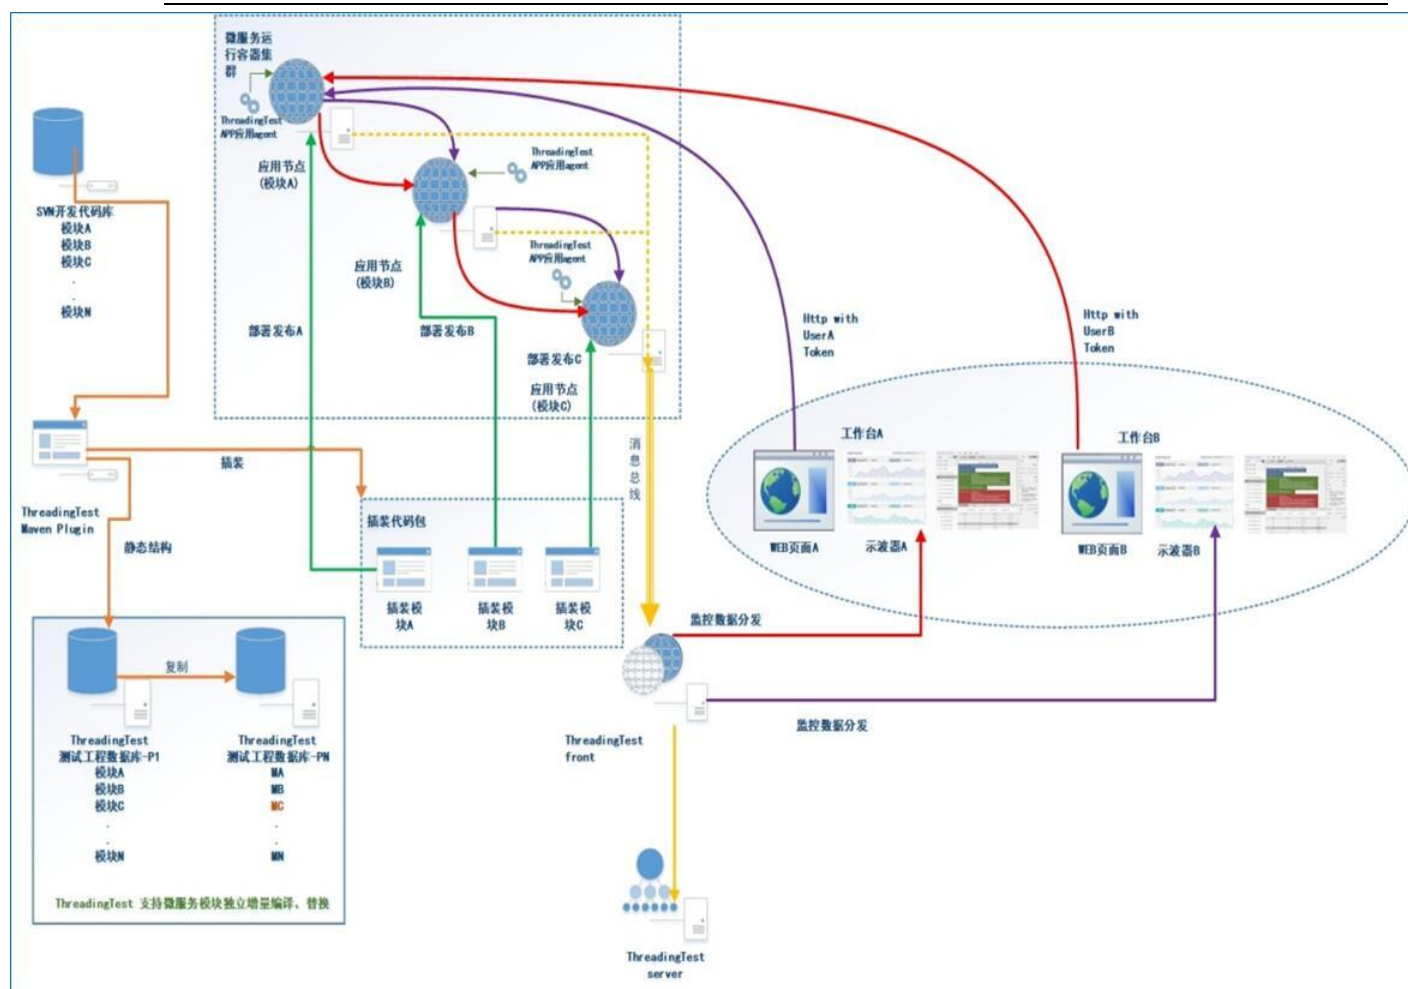 微服务运
行容器集
群
ThreadingTest
APP应用agent
应用节点
(模块A)
ThreadingTest
APP应用agent
SVN开发代码库
模块A
模块B
模块C
.
.
模块N
应用节点
(模块B)
ThreadingTest
APP应用agent
部署发布A
部署发布B
部署发布C
应用节点
(模块C)
Http with
UserA
Token
Http with
UserB
Token
消
息
总
线
工作台A
工作台B
WEB页面A
示波器A
WEB页面B
示波器B
插装
ThreadingTest
Maven Plugin
静态结构
插装代码包
插装模
块A
插装模
块B
插装模
块C
监控数据分发
监控数据分发
复制
ThreadingTest
测试工程数据库-P1
模块A
模块B
模块C
.
.
模块N
ThreadingTest
测试工程数据库-PN
MA
MB
MC
.
.
MN
ThreadingTest 支持微服务模块独立增量编译、替换
ThreadingTest
front
ThreadingTest
server